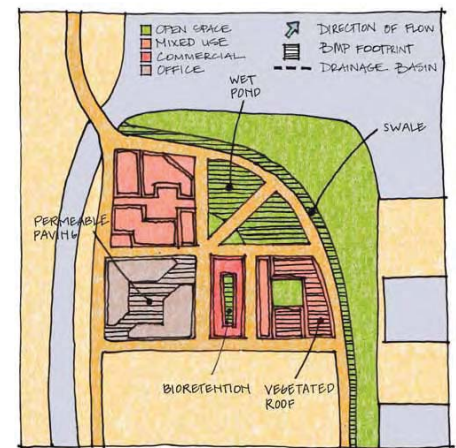 OPEN SPACE
MIXED USE
COMMERCIAL
OFFICE
DIRECTION OF FLOW
BMP FOOTPRINT
DRAINAGE BASIN
WET
POND
SWALE
PERMEABLE
PAVING
BIORETENTION
VEGETATED
ROOF